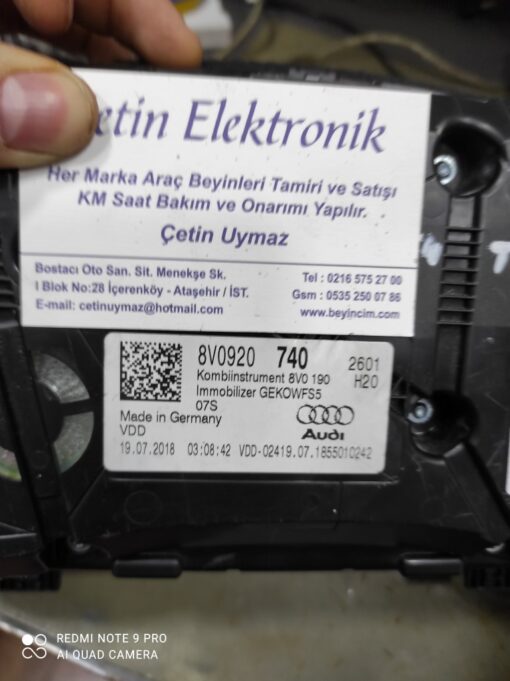 etin Elektronik
Her Marka Araç Beyinleri Tamiri ve Satışı
KM Saat Bakım ve Onarımı Yapılır.
Çetin Uymaz
Bostacı Oto San. Sit. Menekşe Sk.
I Blok No:28 İçerenköy - Ataşehir / İST.
E-mail: cetinuymaz@hotmail.com
Tel : 0216 575 27 00
Gsm : 0535 250 07 86
www.beyincim.com
8V0920 740 2601
Kombiinstrument 8V0 190 H20
Immobilizer GEKOWFS5
07S
Made in Germany
VDD
Audi
19.07.2018 03:08:42 VDD-02419.07.1855010242
REDMI NOTE 9 PRO
AI QUAD CAMERA